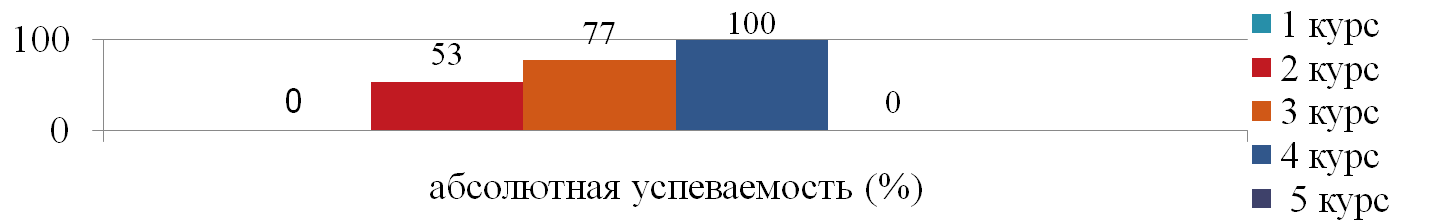 100
0
0
53
77
100
0
абсолютная успеваемость (%)
1 курс
2 курс
3 курс
4 курс
5 курс